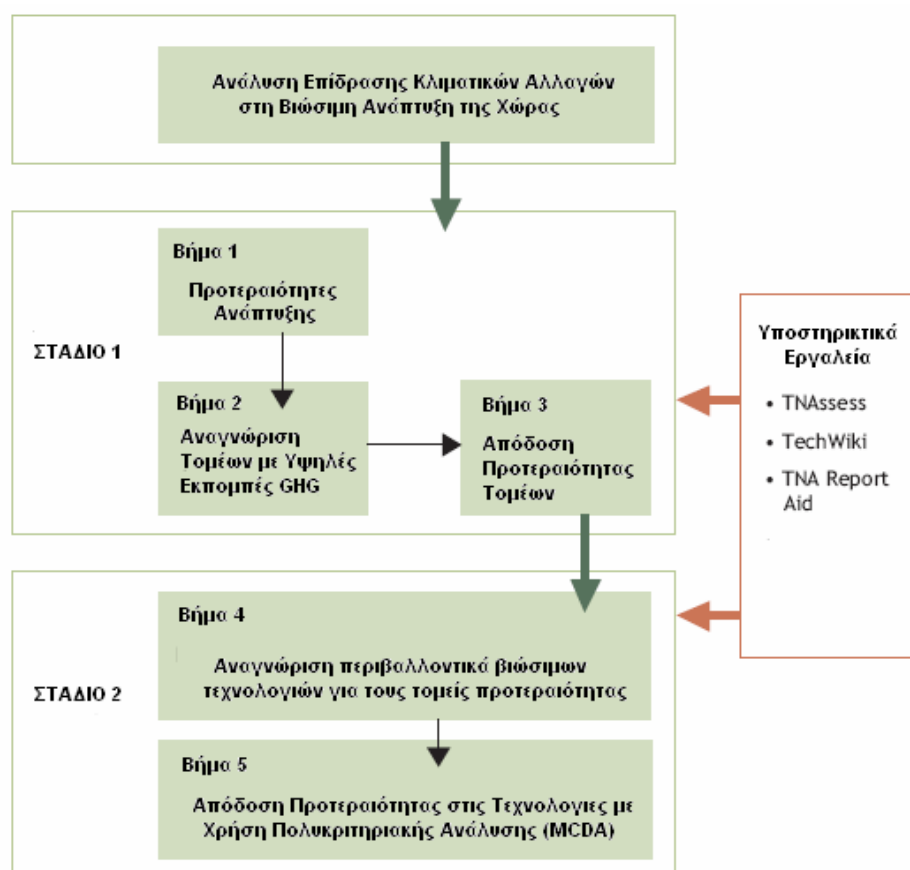 Ανάλυση Επίδρασης Κλιματικών Αλλαγών
στη Βιώσιμη Ανάπτυξη της Χώρας
Βήμα 1
Προτεραιότητες
Ανάπτυξης
ΣΤΑΔΙΟ 1
Βήμα 2
Αναγνώριση
Τομέων με Υψηλές
Εκπομπές GHG
Βήμα 3
Απόδοση
Προτεραιότητας
Τομέων
Υποστηρικτικά
Εργαλεία
• TNAssess
• TechWiki
• TNA Report
Aid
ΣΤΑΔΙΟ 2
Βήμα 4
Αναγνώριση περιβαλλοντικά βιώσιμων
τεχνολογιών για τους τομείς προτεραιότητας
Βήμα 5
Απόδοση Προτεραιότητας στις Τεχνολογιες με
Χρήση Πολυκριτηριακής Ανάλυσης (MCDA)